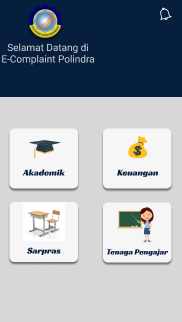 Selamat Datang di
E-Complaint Polindra
Akademik
Keuangan
Sarpras
Tenaga Pengajar